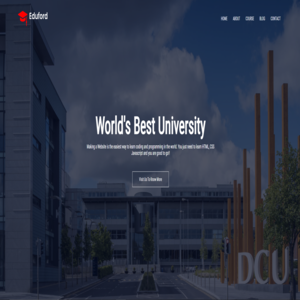 Eduford
HOME ABOUT COURSE BLOG CONTACT
World's Best University
Making a Website is the easiest way to learn coding and programming in the world. You just need to learn HTML, CSS
Javascript and you are good to go!!
Visit Us To Know More
DCU